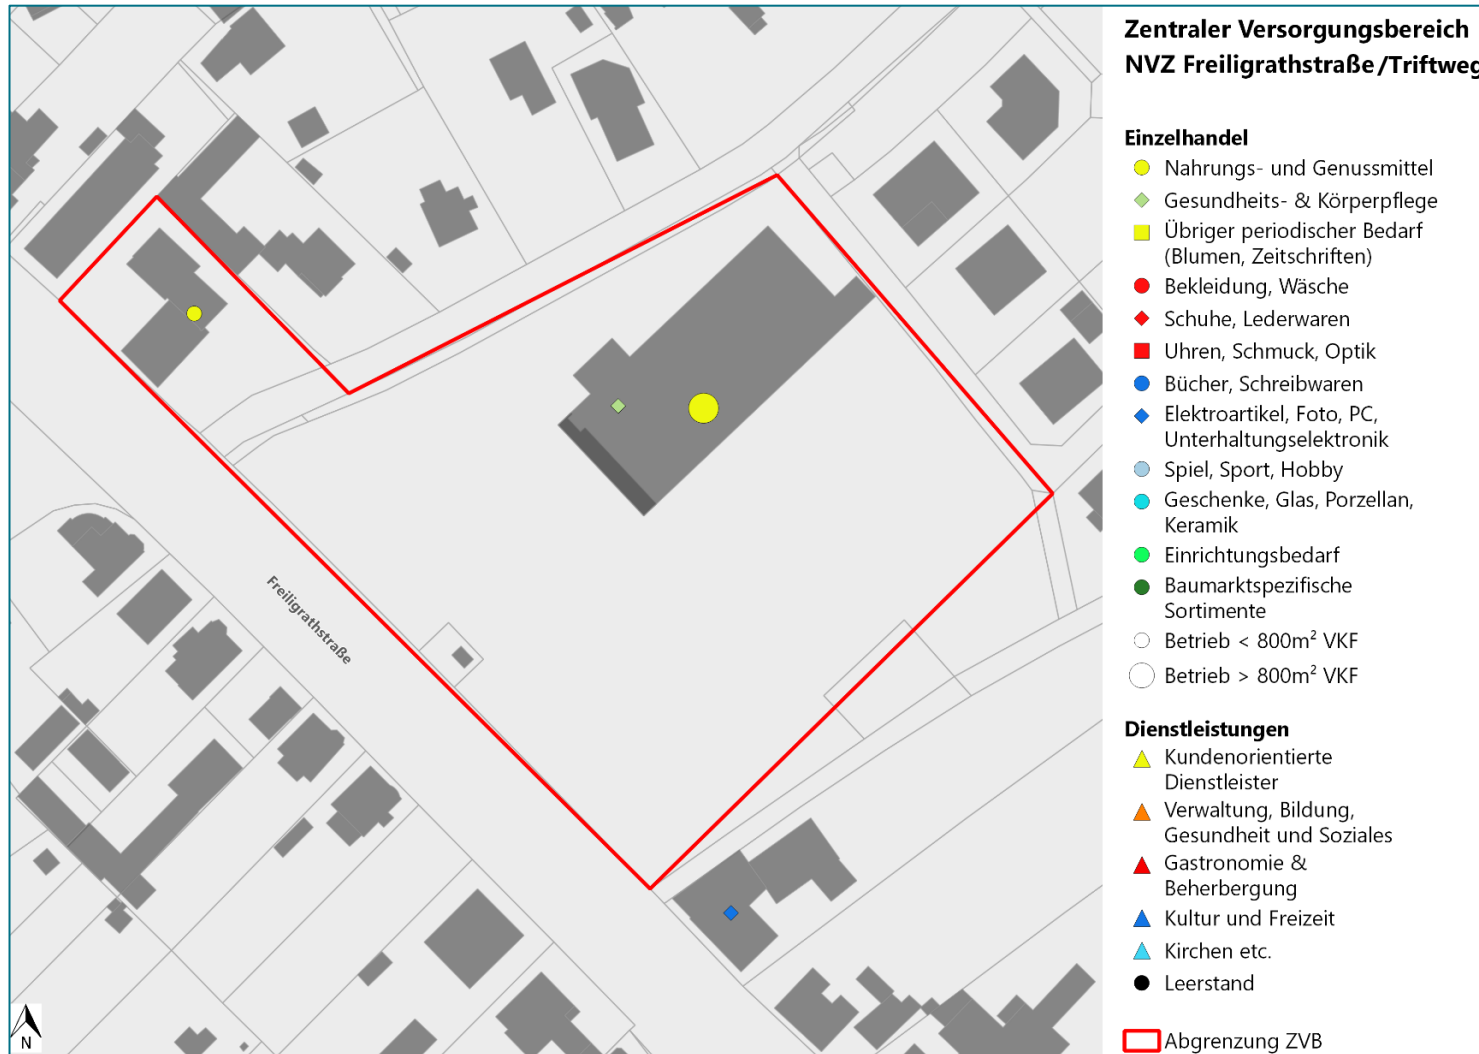 Zentraler Versorgungsbereich
NVZ Freiligrathstraße/Triftweg
Einzelhandel
Nahrungs- und Genussmittel
Gesundheits- & Körperpflege
Übriger periodischer Bedarf
(Blumen, Zeitschriften)
Bekleidung, Wäsche
Schuhe, Lederwaren
Uhren, Schmuck, Optik
Bücher, Schreibwaren
Elektroartikel, Foto, PC,
Unterhaltungselektronik
Spiel, Sport, Hobby
Geschenke, Glas, Porzellan,
Keramik
Einrichtungsbedarf
Baumarktspezifische
Sortimente
Betrieb < 800m² VKF
Betrieb > 800m² VKF
Dienstleistungen
Kundenorientierte
Dienstleister
Verwaltung, Bildung,
Gesundheit und Soziales
Gastronomie &
Beherbergung
Kultur und Freizeit
Kirchen etc.
Leerstand
Abgrenzung ZVB
Freiligrathstraße
N